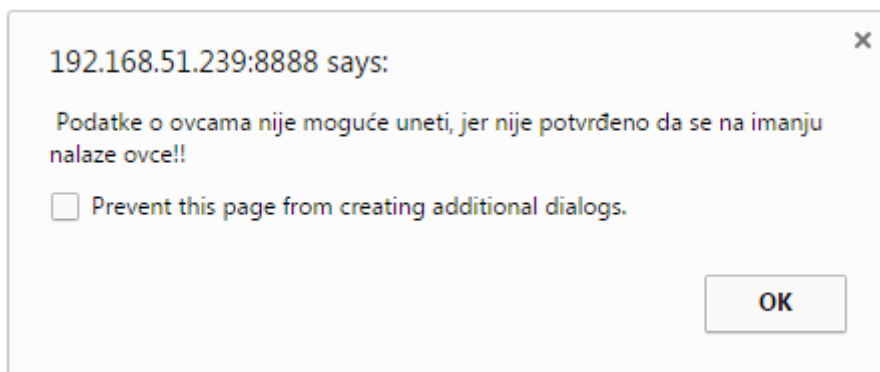 192.168.51.239:8888 says:
Podatke o ovcama nije moguće uneti, jer nije potvrđeno da se na imanju
nalaze ovce!!
Prevent this page from creating additional dialogs.
OK